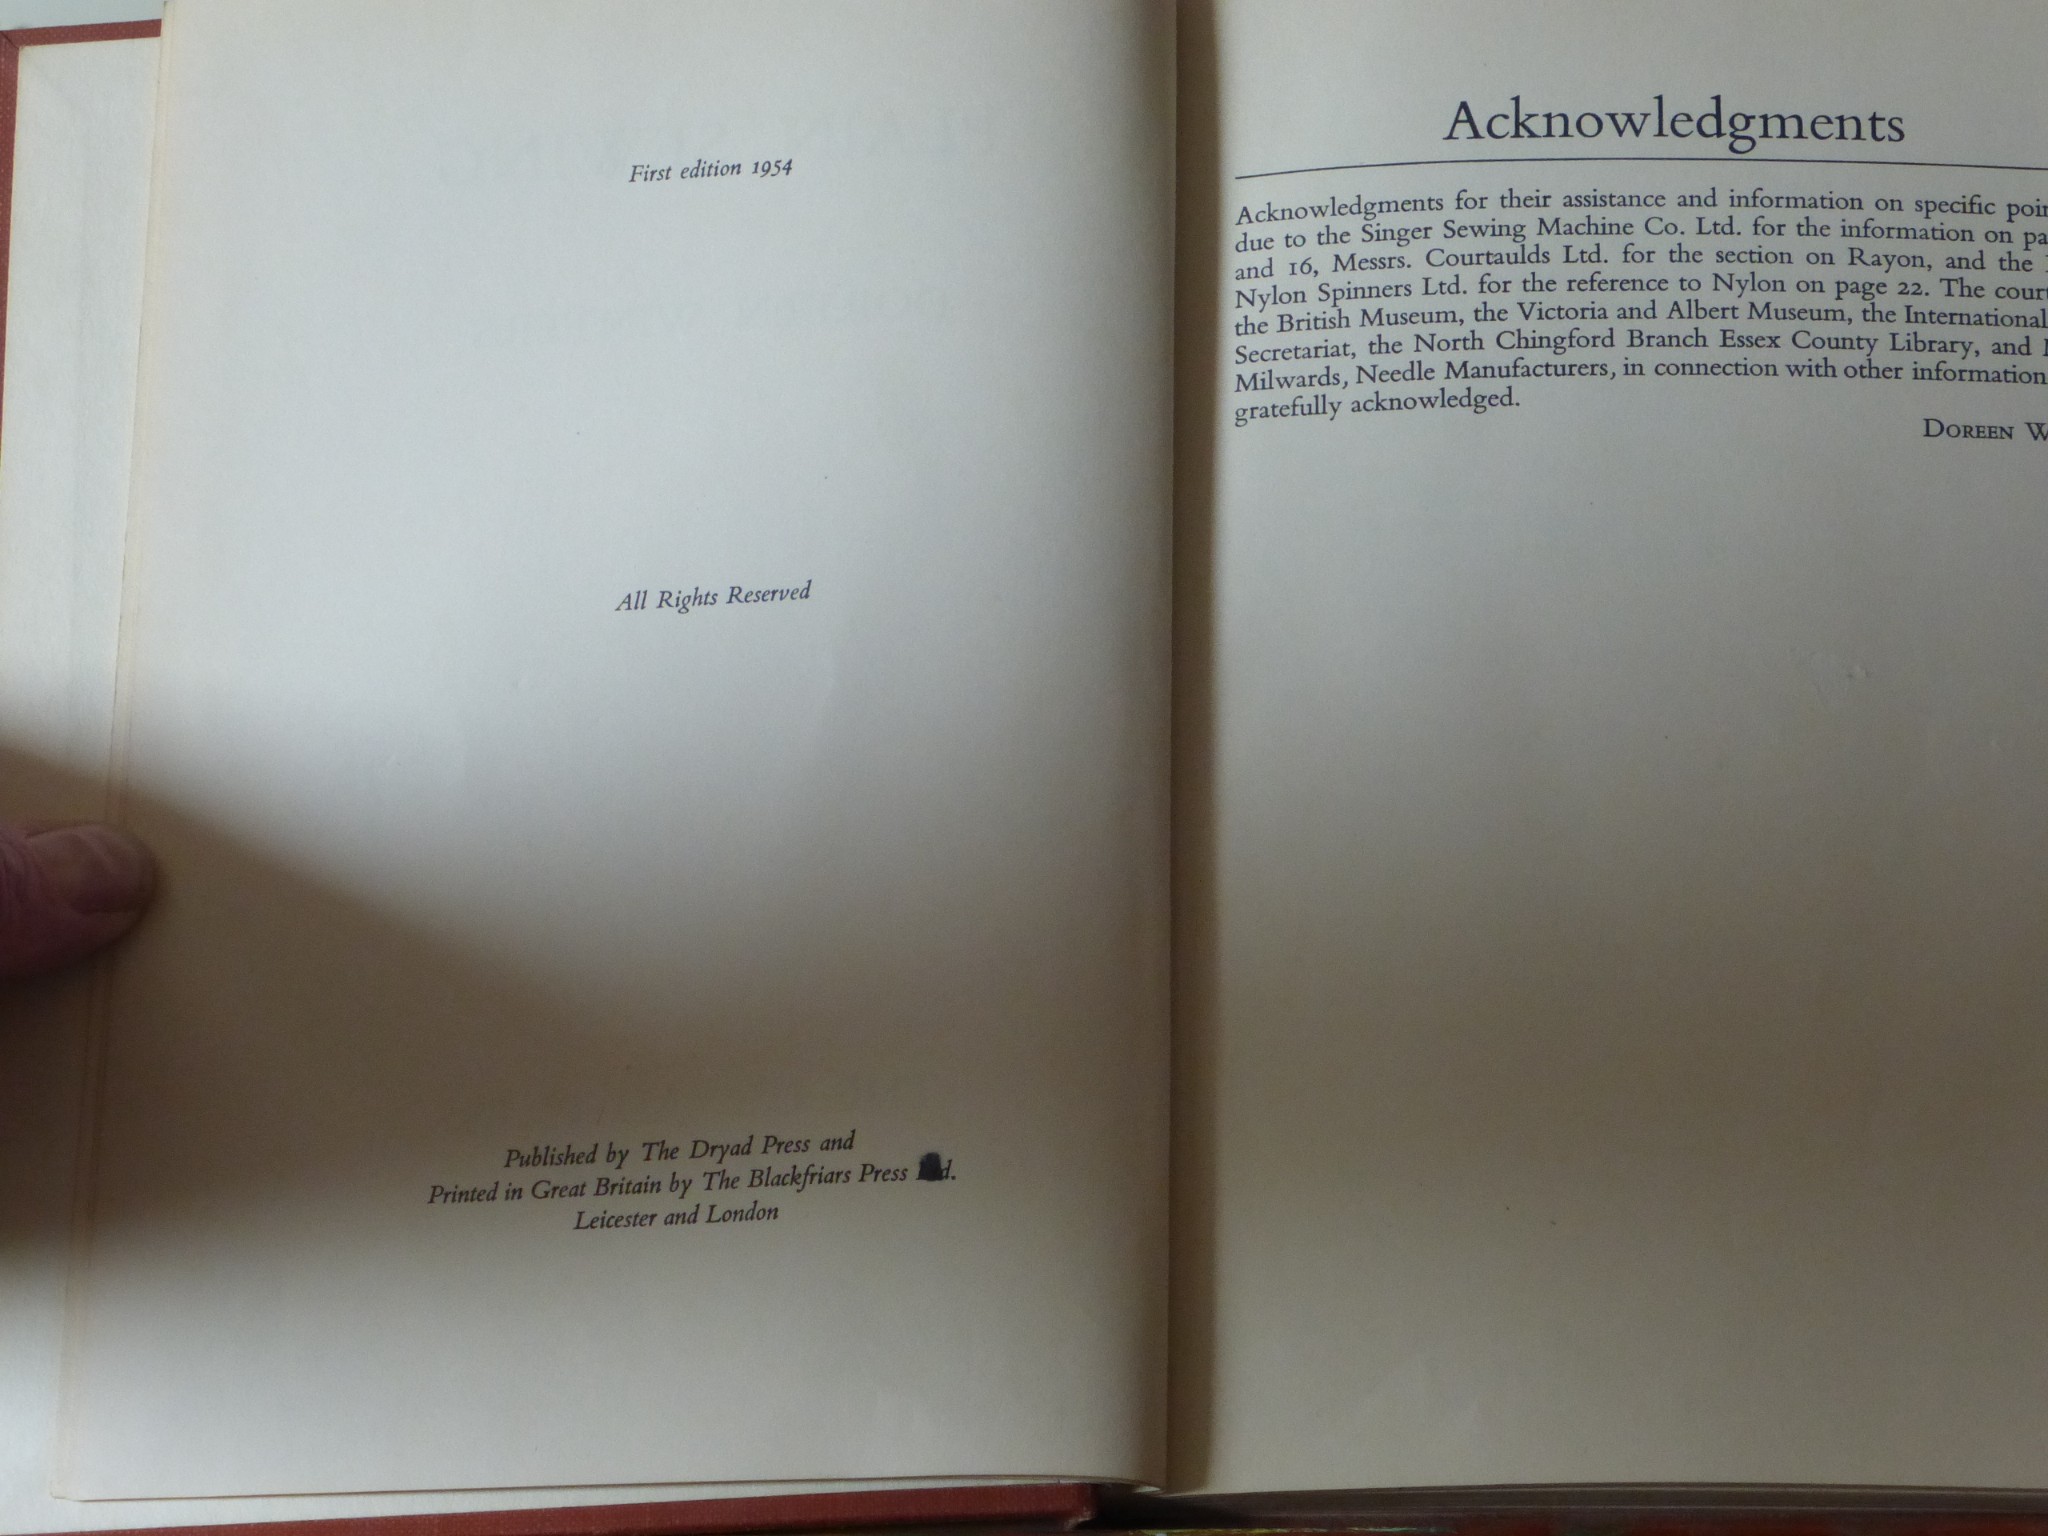 First edition 1954
All Rights Reserved
Published by The Dryad Press and
Printed in Great Britain by The Blackfriars Press Ltd.
Leicester and London
Acknowledgments
Acknowledgments for their assistance and information on specific
due to the Singer Sewing Machine Co. Ltd. for the information on
and 16, Messrs. Courtaulds Ltd. for the section on Rayon, and the
Nylon Spinners Ltd. for the reference to Nylon on page 22. The
the British Museum, the Victoria and Albert Museum, the International
Secretariat, the North Chingford Branch Essex County Library, and
Milwards, Needle Manufacturers, in connection with other information
gratefully acknowledged.
DOREEN